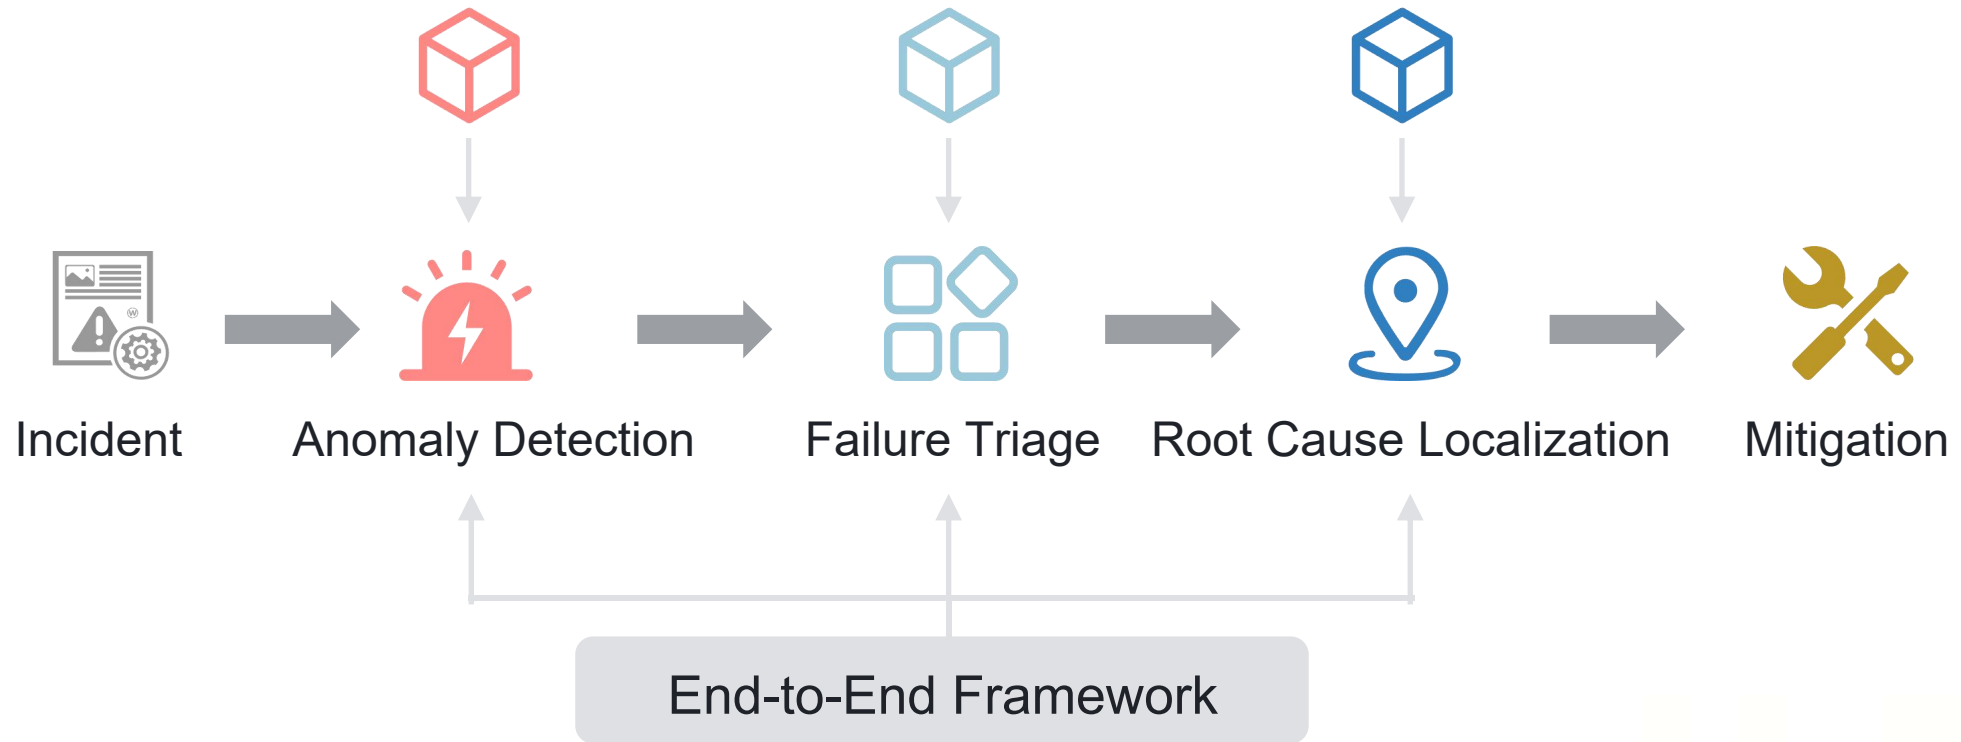 Incident
Anomaly Detection
Failure Triage
Root Cause Localization
Mitigation
End-to-End Framework